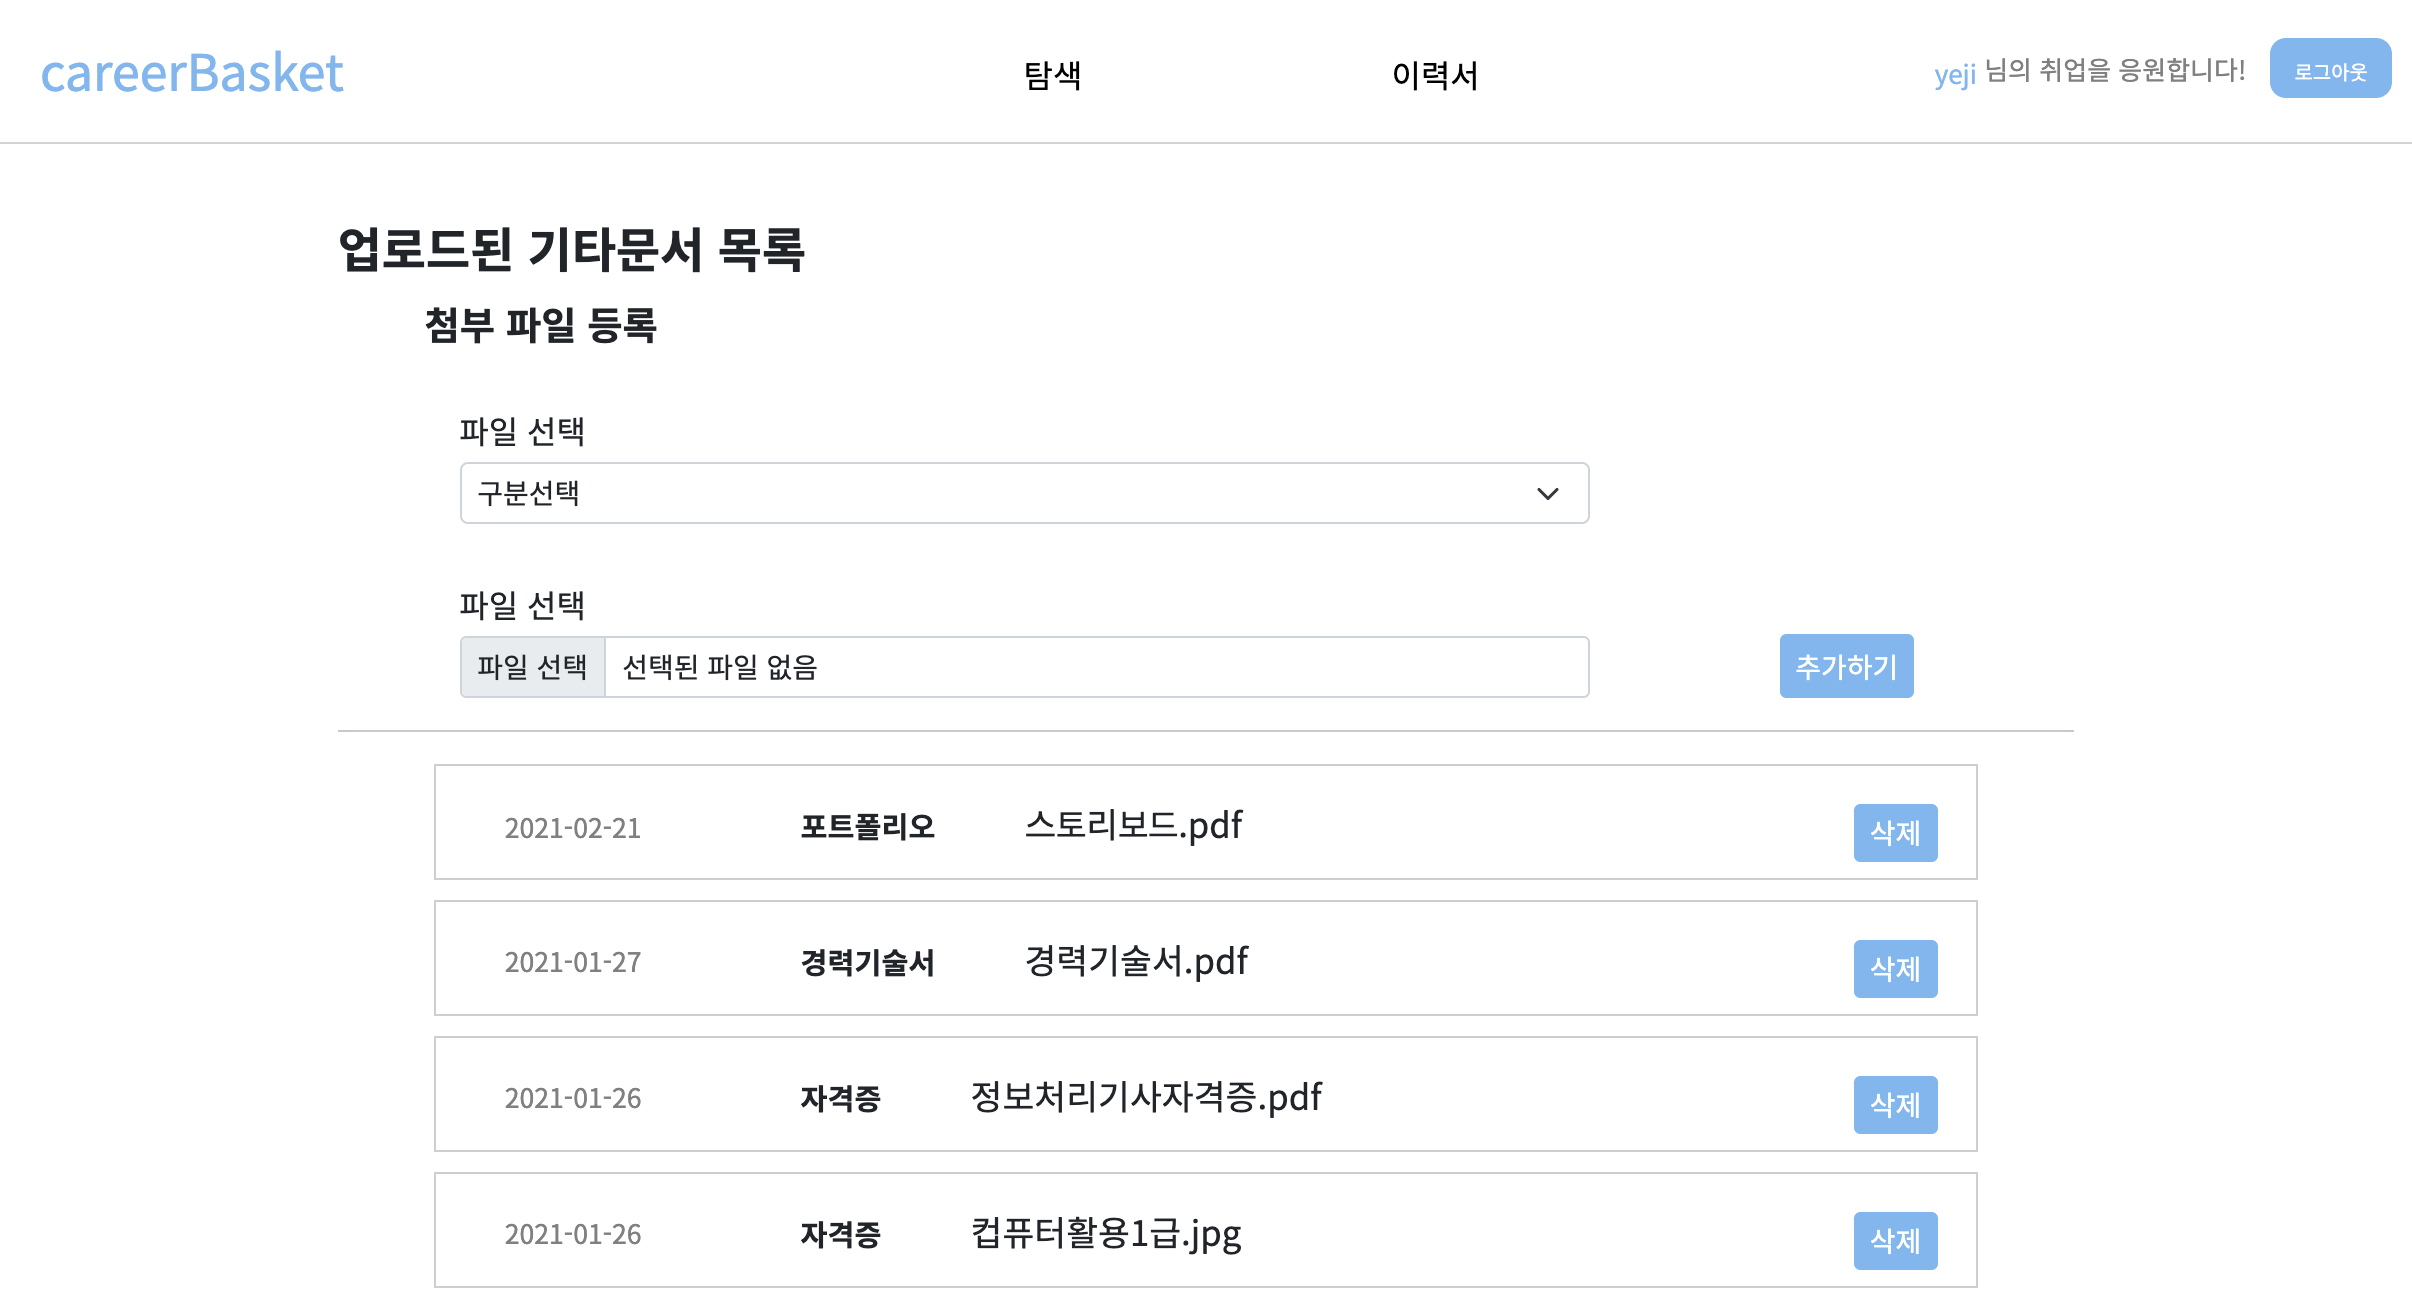 careerBasket 탐색 이력서 yeji 님의 취업을 응원합니다! 로그아웃
업로드된 기타문서 목록
첨부 파일 등록
파일 선택
구분선택
파일 선택
파일 선택 선택된 파일 없음 추가하기
2021-02-21 포트폴리오 스토리보드.pdf 삭제
2021-01-27 경력기술서 경력기술서.pdf 삭제
2021-01-26 자격증 정보처리기사자격증.pdf 삭제
2021-01-26 자격증 컴퓨터활용1급.jpg 삭제